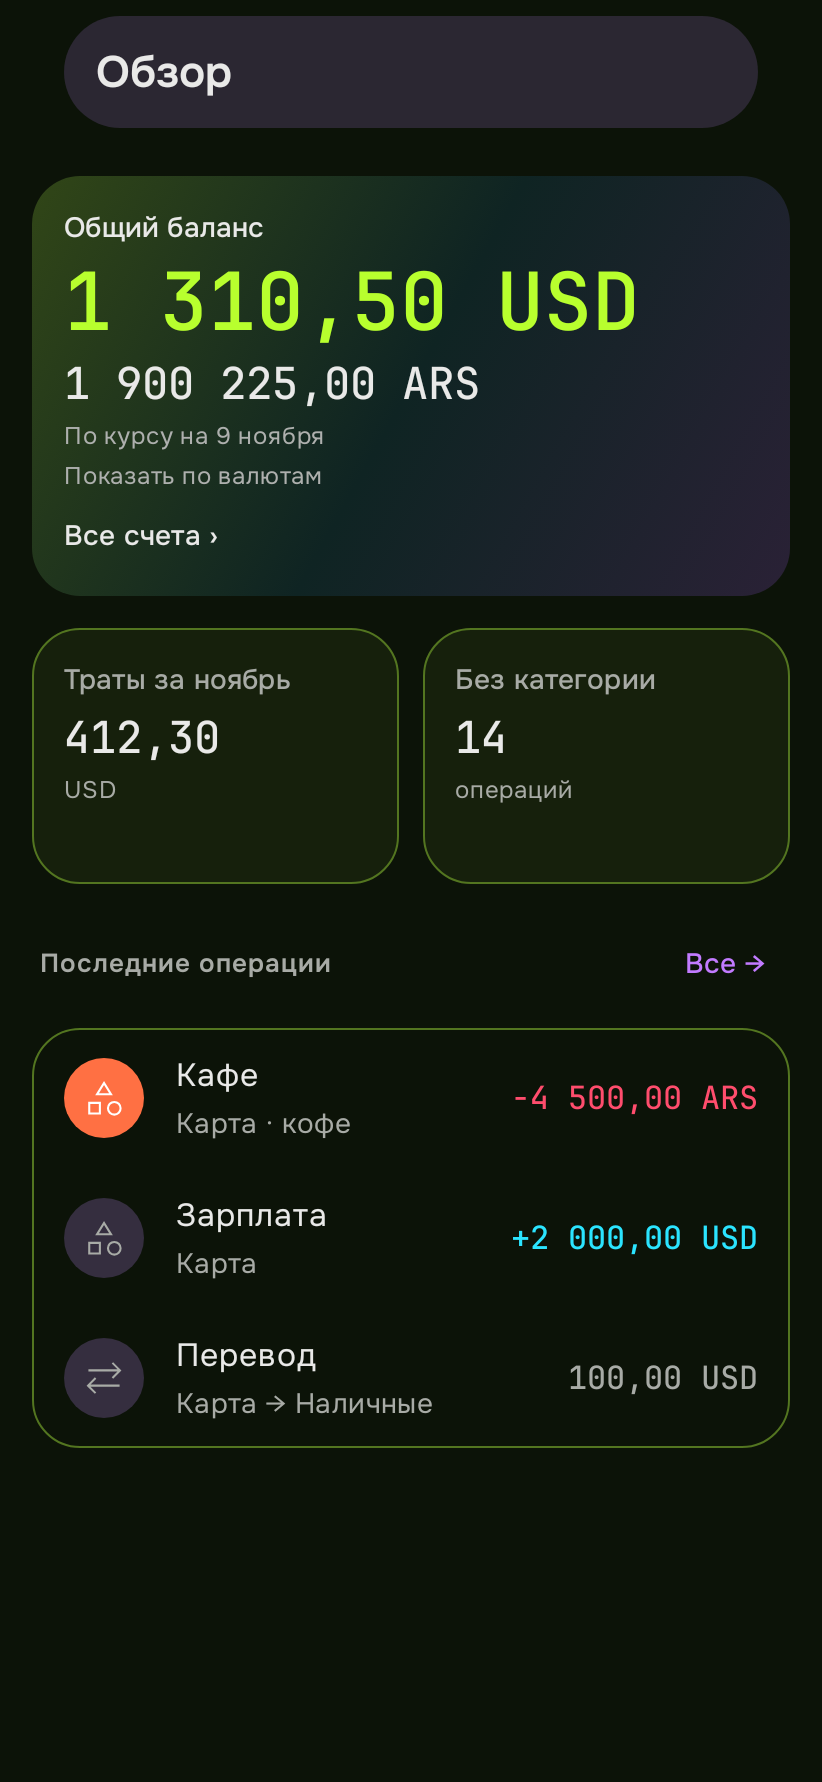 Обзор
Общий баланс
1 310,50 USD
1 900 225,00 ARS
По курсу на 9 ноября
Показать по валютам
Все счета ›
Траты за ноябрь
412,30
USD
Без категории
14
операций
Последние операции
Все →
Кафе
Карта · кофе
-4 500,00 ARS
Зарплата
Карта
+2 000,00 USD
Перевод
Карта → Наличные
100,00 USD